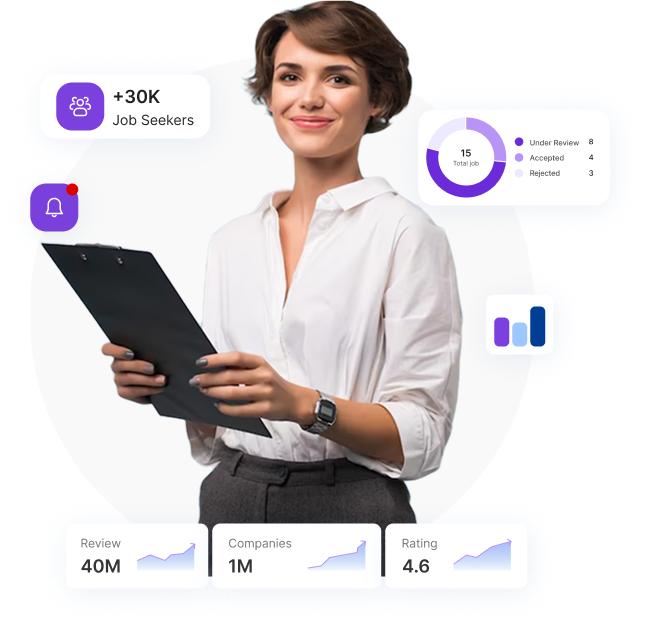 +30K
Job Seekers
15
Total job
Under Review 8
Accepted 4
Rejected 3
Review
40M
Companies
1M
Rating
4.6